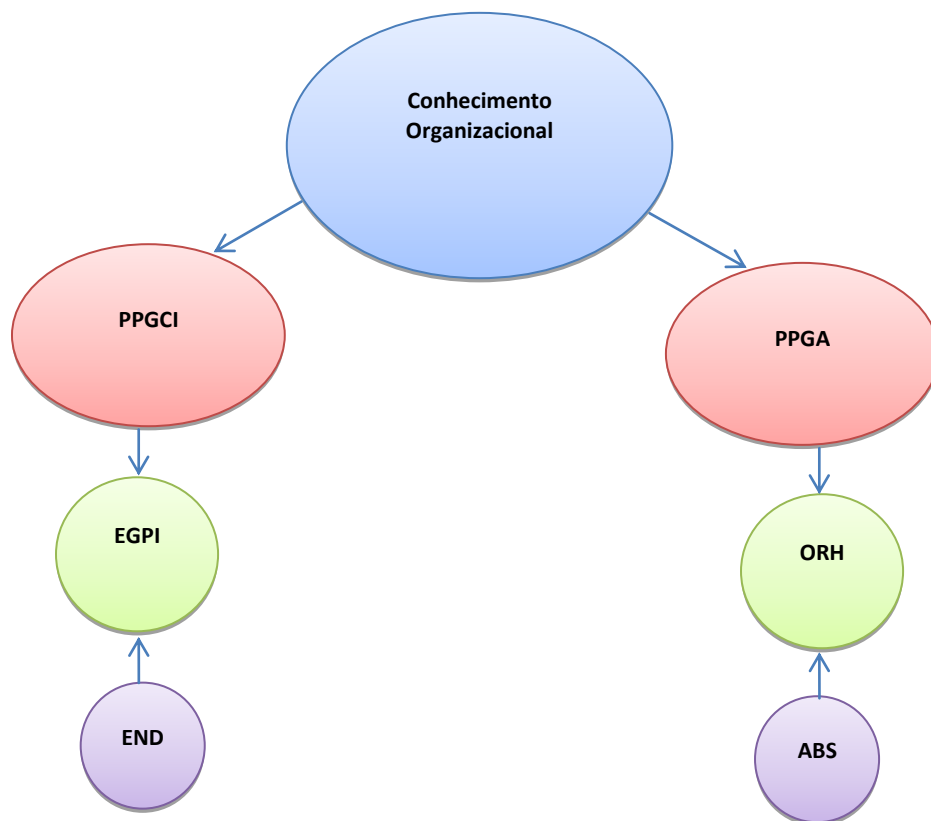 Conhecimento
Organizacional
PPGCI
PPGA
EGPI
ORH
END
ABS